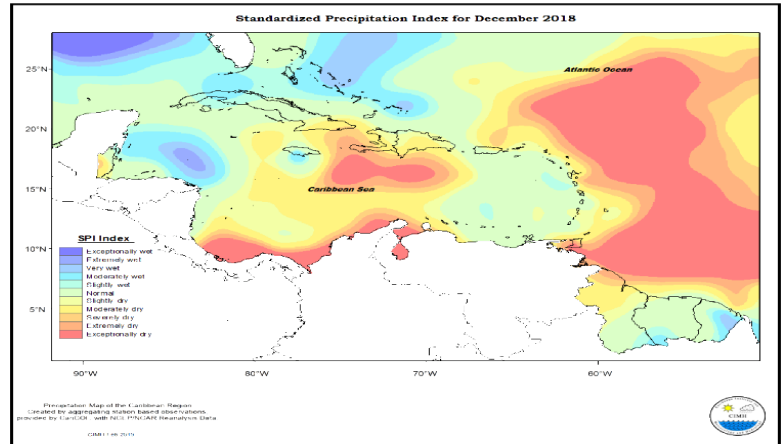 Standardized Precipitation Index for December 2018
25°N
20°N
15°N
10°N
5°N
Atlantic Ocean
Caribbean Sea
SPI Index
Exceptionally wet
Extremely wet
Very wet
Moderately wet
Slightly wet
Normal
Slightly dry
Moderately dry
Severely dry
Extremely dry
Exceptionally dry
90°W
80°W
70°W
60°W
Precipitation Map of the Caribbean Region
Created by aggregating station based observations
provided by CariCOF, with NCEP/NCAR Reanalysis Data
CIMH Feb 2019
CIMH